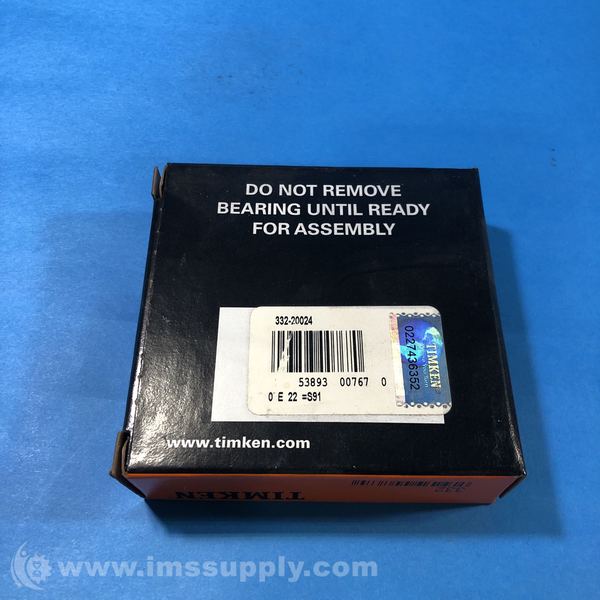 DO NOT REMOVE
BEARING UNTIL READY
FOR ASSEMBLY
332-20024
53893 00767 0
0 E 22 =S91
TIMKEN
0227436352
www.timken.com
TIMKEN
332
www.imssupply.com